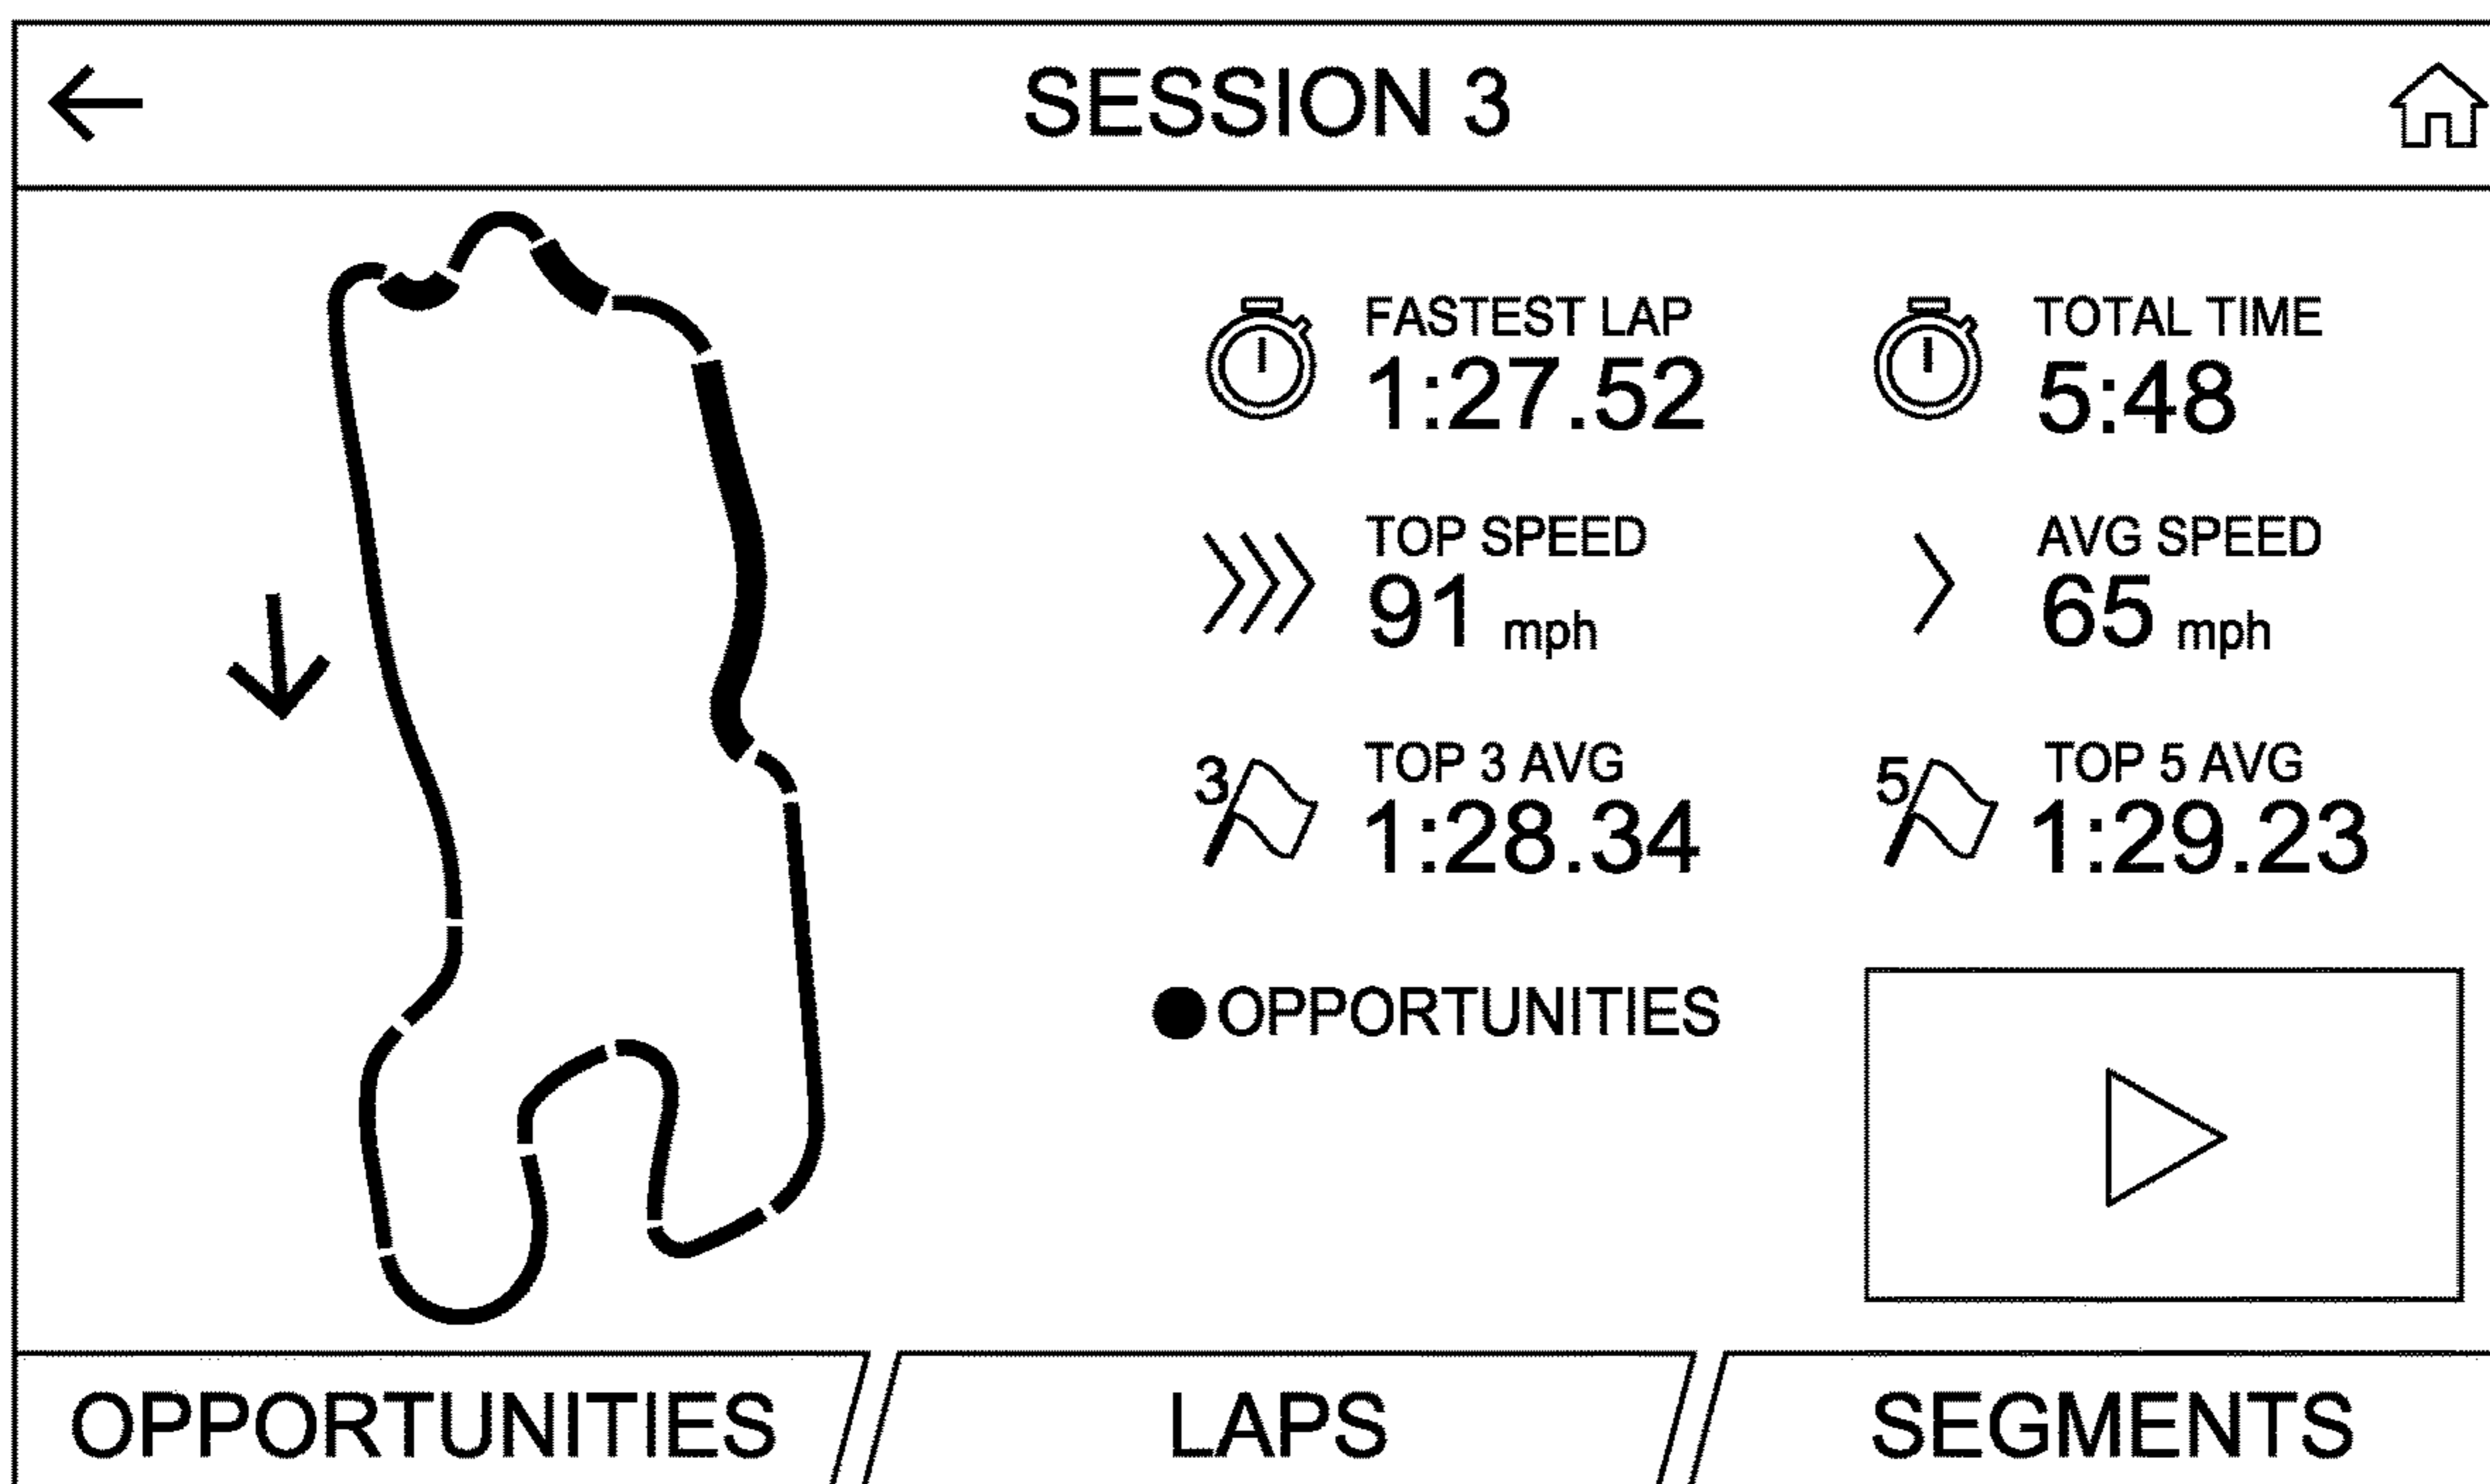 SESSION 3
FASTEST LAP
1:27.52
TOTAL TIME
5:48
TOP SPEED
91 mph
AVG SPEED
65 mph
3
TOP 3 AVG
1:28.34
5
TOP 5 AVG
1:29.23
OPPORTUNITIES
OPPORTUNITIES
LAPS
SEGMENTS